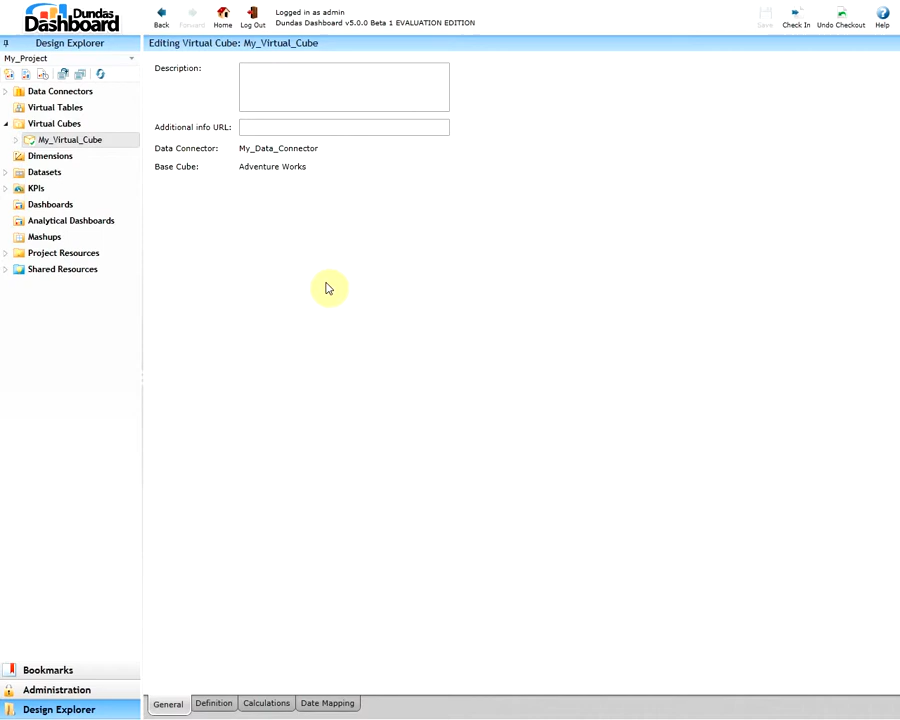 Dundas
Dashboard
Back
Forward
Home
Log Out
Logged in as admin
Dundas Dashboard v5.0.0 Beta 1 EVALUATION EDITION
Save
Check In
Undo Checkout
Help
Design Explorer
Editing Virtual Cube: My_Virtual_Cube
My_Project
Data Connectors
Virtual Tables
Virtual Cubes
My_Virtual_Cube
Dimensions
Datasets
KPIs
Dashboards
Analytical Dashboards
Mashups
Project Resources
Shared Resources
Description:
Additional info URL:
Data Connector: My_Data_Connector
Base Cube: Adventure Works
Bookmarks
Administration
Design Explorer
General
Definition
Calculations
Date Mapping